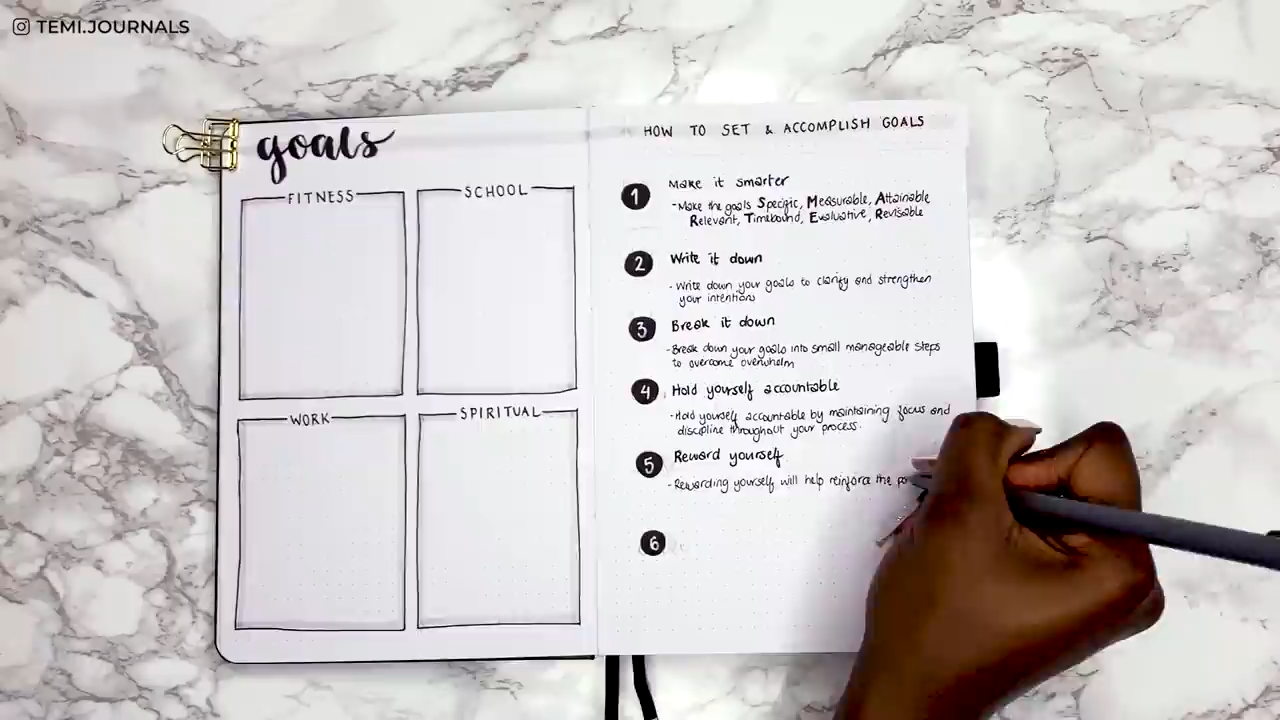 TEMI.JOURNALS
goals
FITNESS
SCHOOL
WORK
SPIRITUAL
HOW TO SET & ACCOMPLISH GOALS
1
Make it smarter
- Make the goals Specific, Measurable, Attainable
Relevant, Timebound, Evaluative, Revisable
2
Write it down
- Write down your goals to clarify and strengthen
your intentions
3
Break it down
- Break down your goals into small manageable steps
to overcome overwhelm
4
Hold yourself accountable
- Hold yourself accountable by maintaining focus and
discipline throughout your process.
5
Reward yourself
- Rewarding yourself will help reinforce the po
6